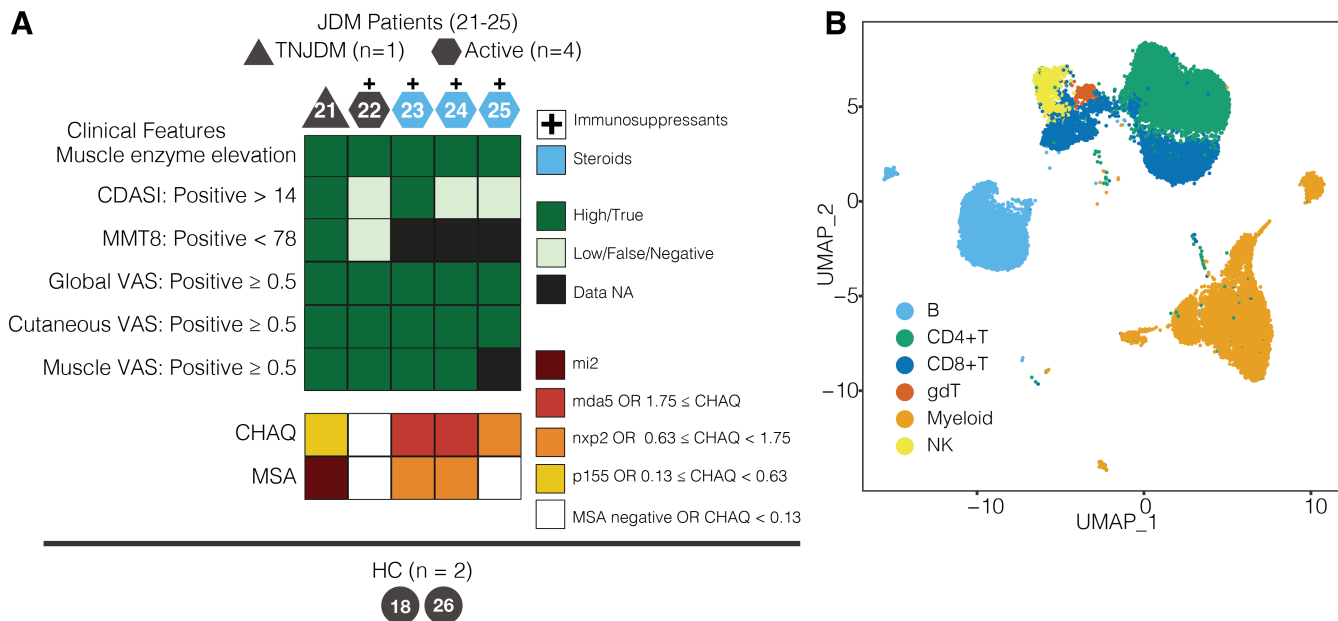 A
JDM Patients (21-25)
TNJDM (n=1) Active (n=4)
+ + + +
21 22 23 24 25
Clinical Features
Muscle enzyme elevation
CDASI: Positive > 14
MMT8: Positive < 78
Global VAS: Positive ≥ 0.5
Cutaneous VAS: Positive ≥ 0.5
Muscle VAS: Positive ≥ 0.5
CHAQ
MSA
+ Immunosuppressants
Steroids
High/True
Low/False/Negative
Data NA
mi2
mda5 OR 1.75 ≤ CHAQ
nxp2 OR 0.63 ≤ CHAQ < 1.75
p155 OR 0.13 ≤ CHAQ < 0.63
MSA negative OR CHAQ < 0.13
HC (n = 2)
18 26
B
UMAP_2
5
0
−5
−10
B
CD4+T
CD8+T
gdT
Myeloid
NK
−10 0 10
UMAP_1